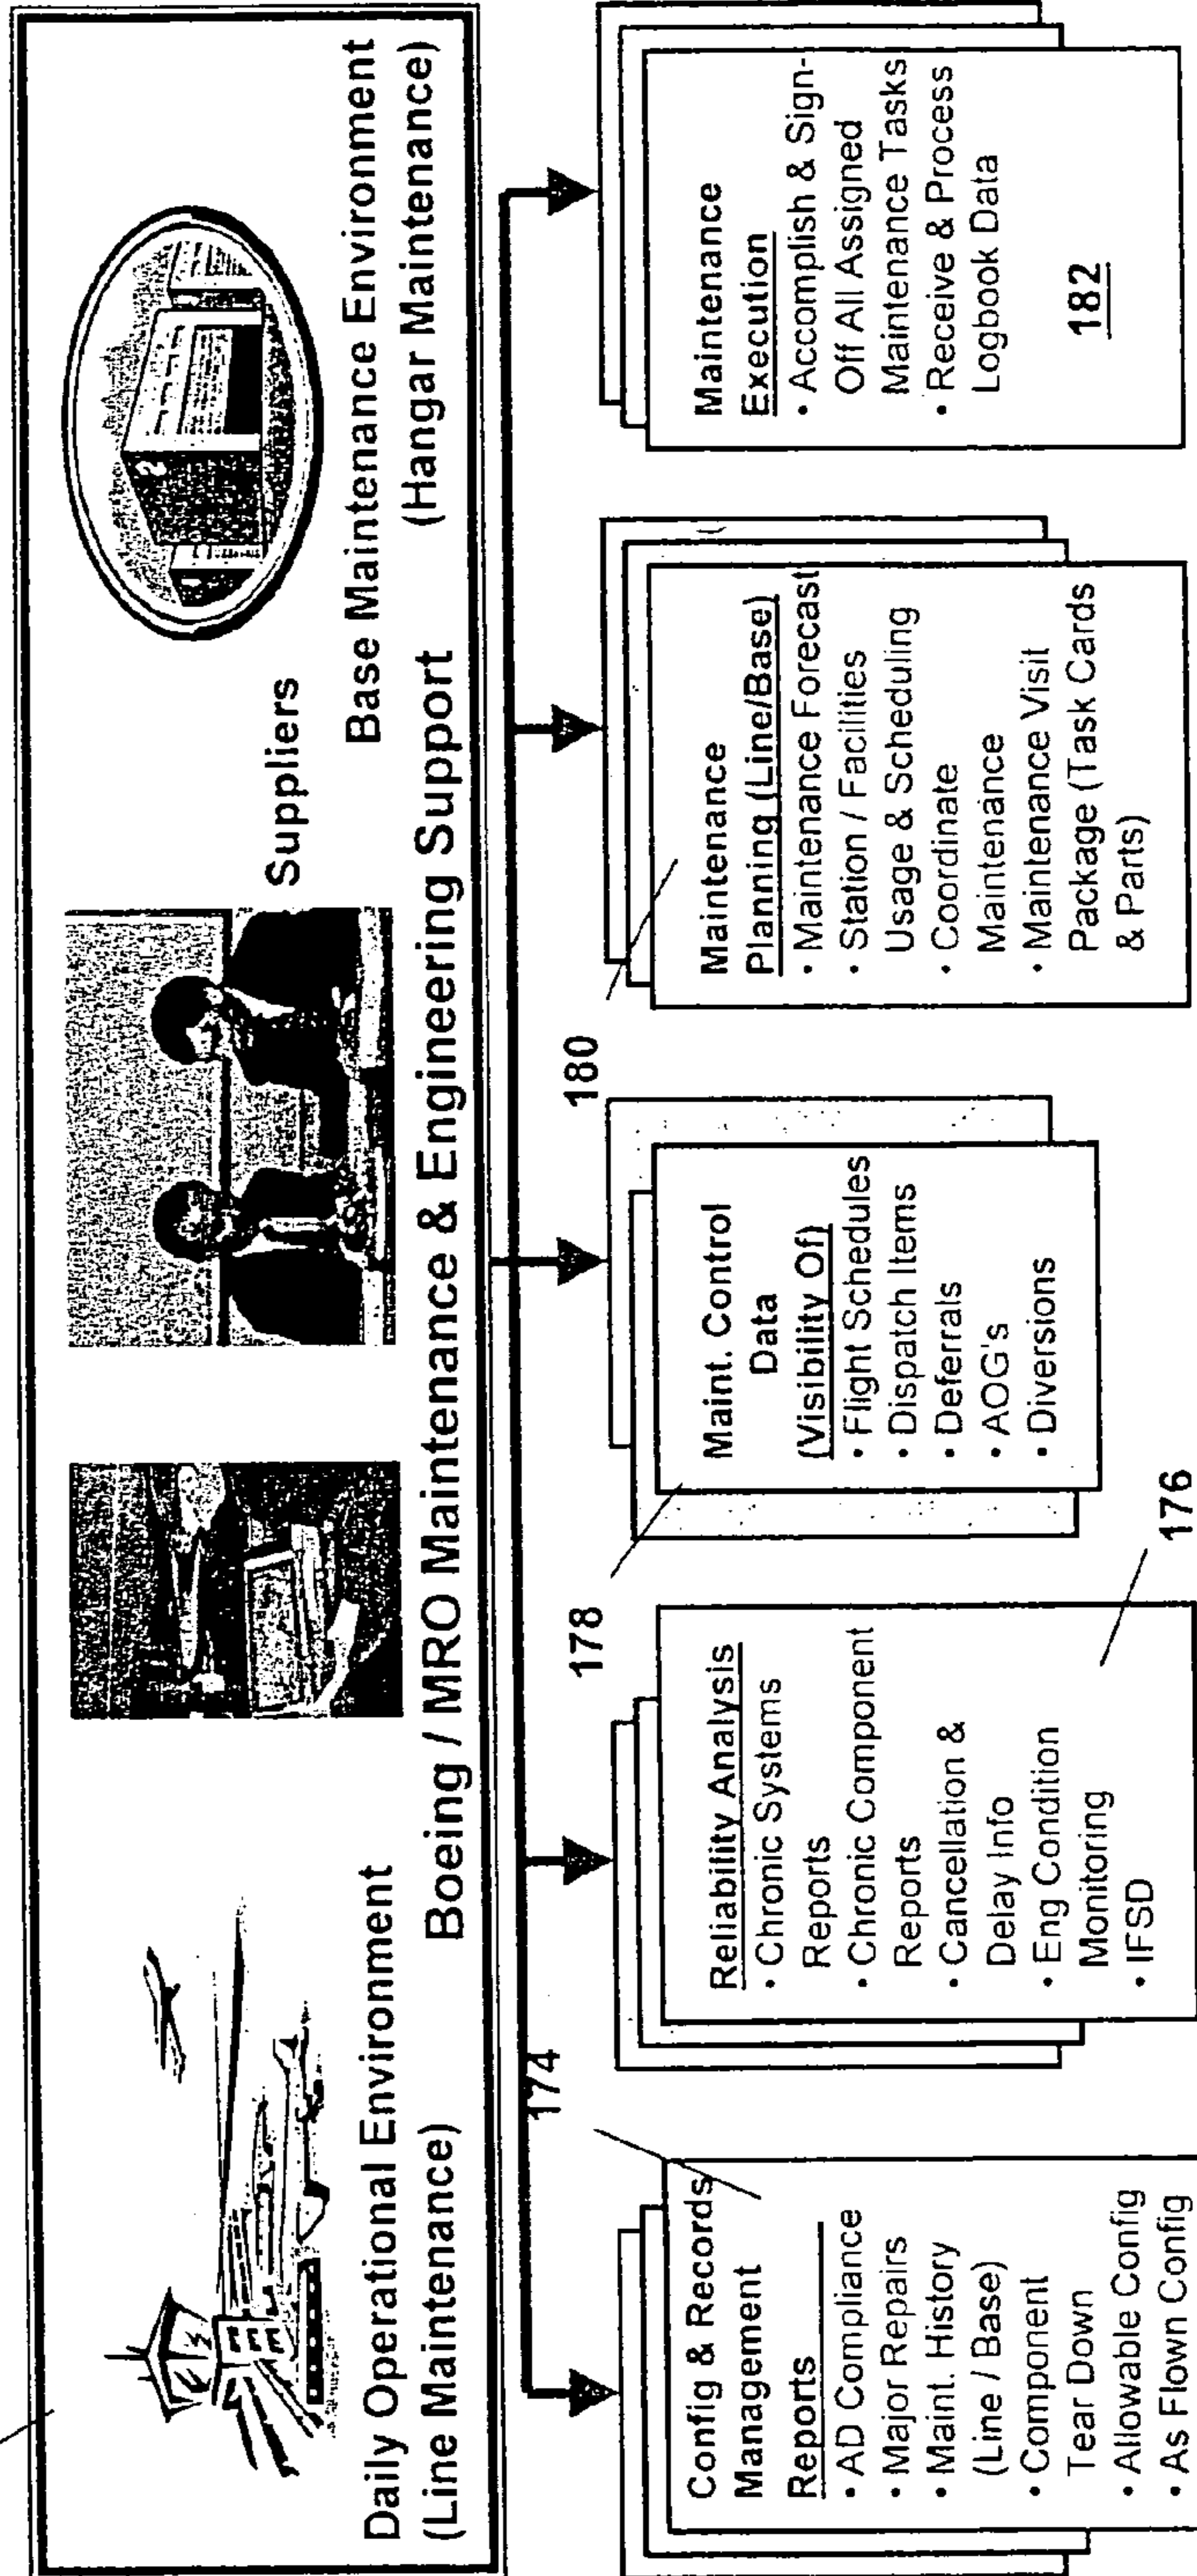 Daily Operational Environment
(Line Maintenance)
Suppliers
Base Maintenance Environment
(Hangar Maintenance)
Boeing / MRO Maintenance & Engineering Support
174
Config & Records
Management
Reports
• AD Compliance
• Major Repairs
• Maint. History
(Line / Base)
• Component
Tear Down
• Allowable Config
• As Flown Config
Reliability Analysis
• Chronic Systems
Reports
• Chronic Component
Reports
• Cancellation &
Delay Info
• Eng Condition
Monitoring
• IFSD
176
178
Maint. Control
Data
(Visibility Of)
• Flight Schedules
• Dispatch Items
• Deferrals
• AOG's
• Diversions
180
Maintenance
Planning (Line/Base)
• Maintenance Forecast
• Station / Facilities
Usage & Scheduling
• Coordinate
Maintenance
• Maintenance Visit
Package (Task Cards
& Parts)
Maintenance
Execution
• Accomplish & Sign-
Off All Assigned
Maintenance Tasks
• Receive & Process
Logbook Data
182
2